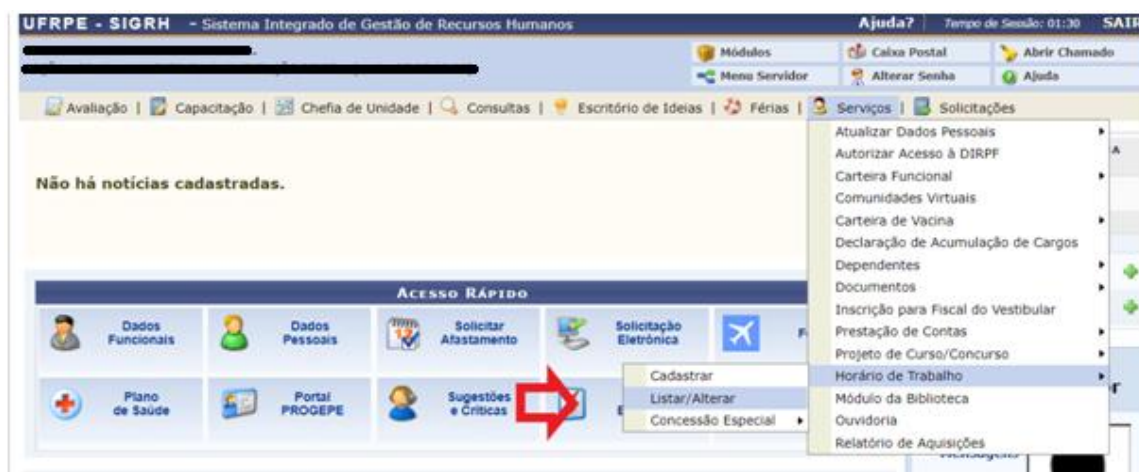 UFRPE - SIGRH - Sistema Integrado de Gestão de Recursos Humanos Ajuda? Tempo de Sessão: 01:30 SAIR
Módulos Caixa Postal Abrir Chamado
Menu Servidor Alterar Senha Ajuda
Avaliação | Capacitação | Chefia de Unidade | Consultas | Escritório de Ideias | Férias | Serviços | Solicitações
Não há notícias cadastradas.
Atualizar Dados Pessoais
Autorizar Acesso à DIRPF
Carteira Funcional
Comunidades Virtuais
Carteira de Vacina
Declaração de Acumulação de Cargos
Dependentes
Documentos
Inscrição para Fiscal do Vestibular
Prestação de Contas
Projeto de Curso/Concurso
Horário de Trabalho
Módulo da Biblioteca
Ouvidoria
Relatório de Aquisições
ACESSO RÁPIDO
Dados Funcionais
Dados Pessoais
Solicitar Afastamento
Solicitação Eletrônica
Plano de Saúde
Portal PROGEPE
Sugestões e Críticas
Cadastrar
Listar/Alterar
Concessão Especial